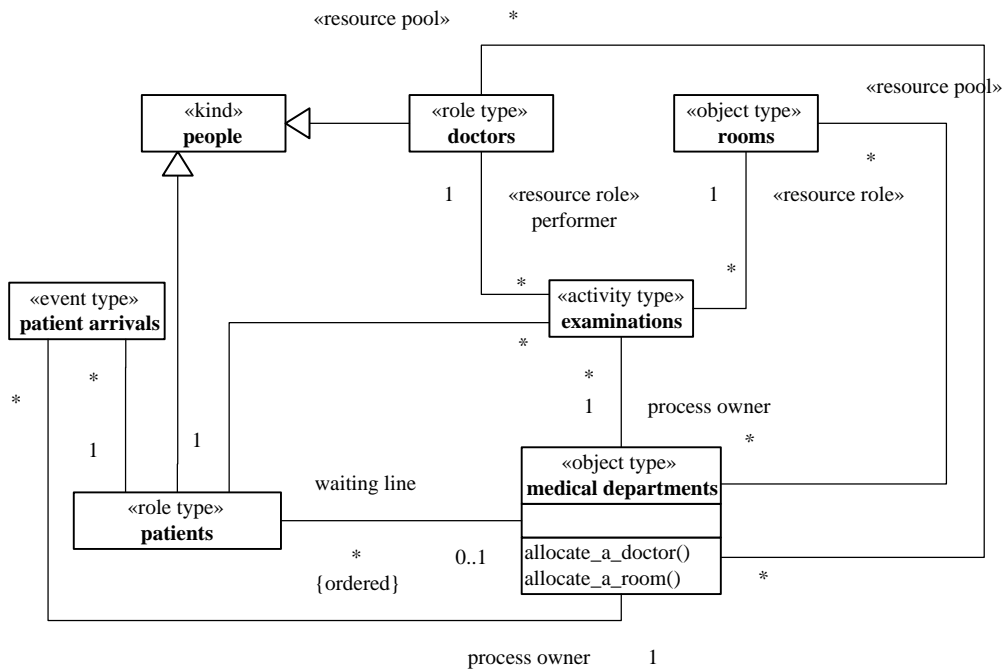 «resource pool» *
«resource pool»
«kind»
people
«role type»
doctors
«object type»
rooms
*
1 «resource role»
performer
1 «resource role»
* *
«event type»
patient arrivals
«activity type»
examinations
*
* *
*
1 process owner
1 1 *
«object type»
medical departments
waiting line
«role type»
patients
* 0..1
{ordered}
allocate_a_doctor()
allocate_a_room()
*
process owner 1